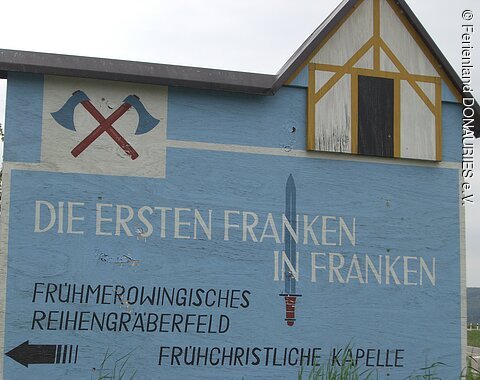 DIE ERSTEN FRANKEN
IN FRANKEN
FRÜHMEROWINGISCHES
REIHENGRÄBERFELD
FRÜHCHRISTLICHE KAPELLE
© Ferienland DONAURIES e.V.